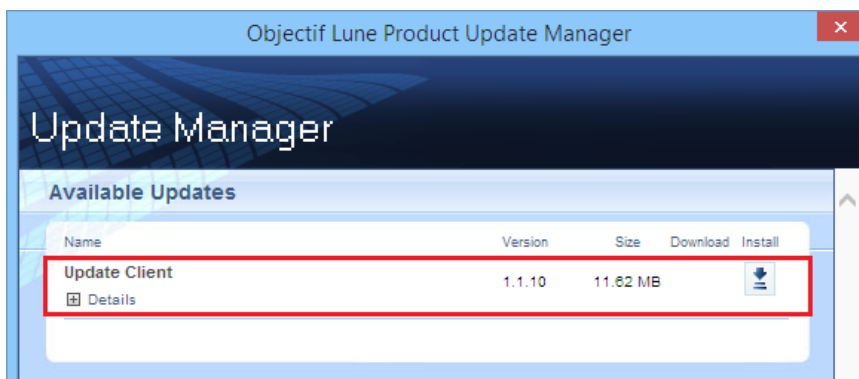 Objectif Lune Product Update Manager
Update Manager
Available Updates
Name Version Size Download Install
Update Client 1.1.10 11.62 MB
Details